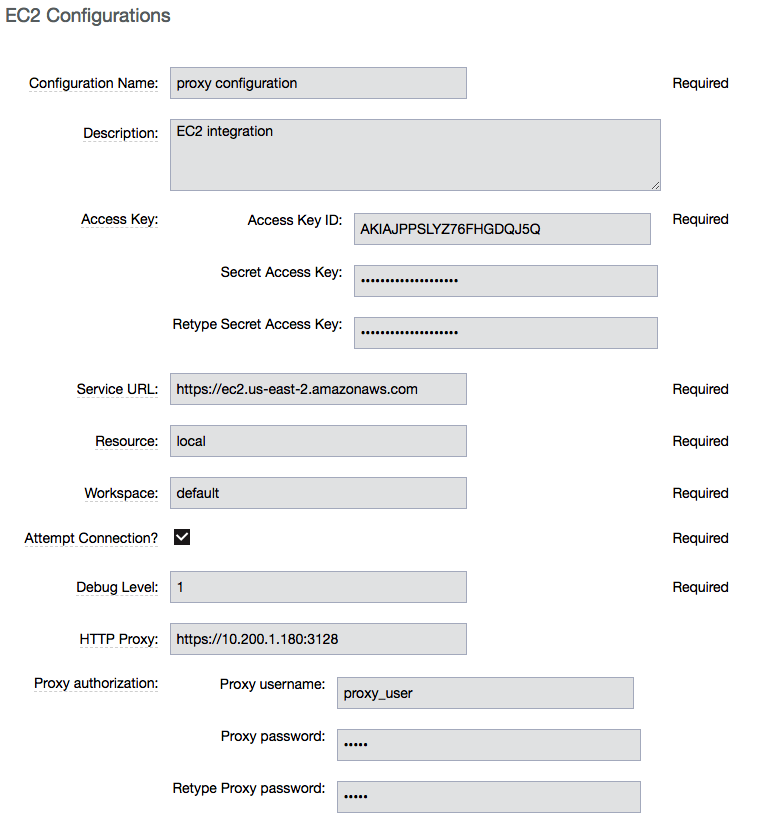 EC2 Configurations
Configuration Name: proxy configuration Required
Description: EC2 integration
Access Key: Access Key ID: AKIAJPPSLYZ76FHGDQJ5Q Required
Secret Access Key: ••••••••••••••••••••
Retype Secret Access Key: ••••••••••••••••••••
Service URL: https://ec2.us-east-2.amazonaws.com Required
Resource: local Required
Workspace: default Required
Attempt Connection? Required
Debug Level: 1 Required
HTTP Proxy: https://10.200.1.180:3128
Proxy authorization: Proxy username: proxy_user
Proxy password: •••••
Retype Proxy password: •••••